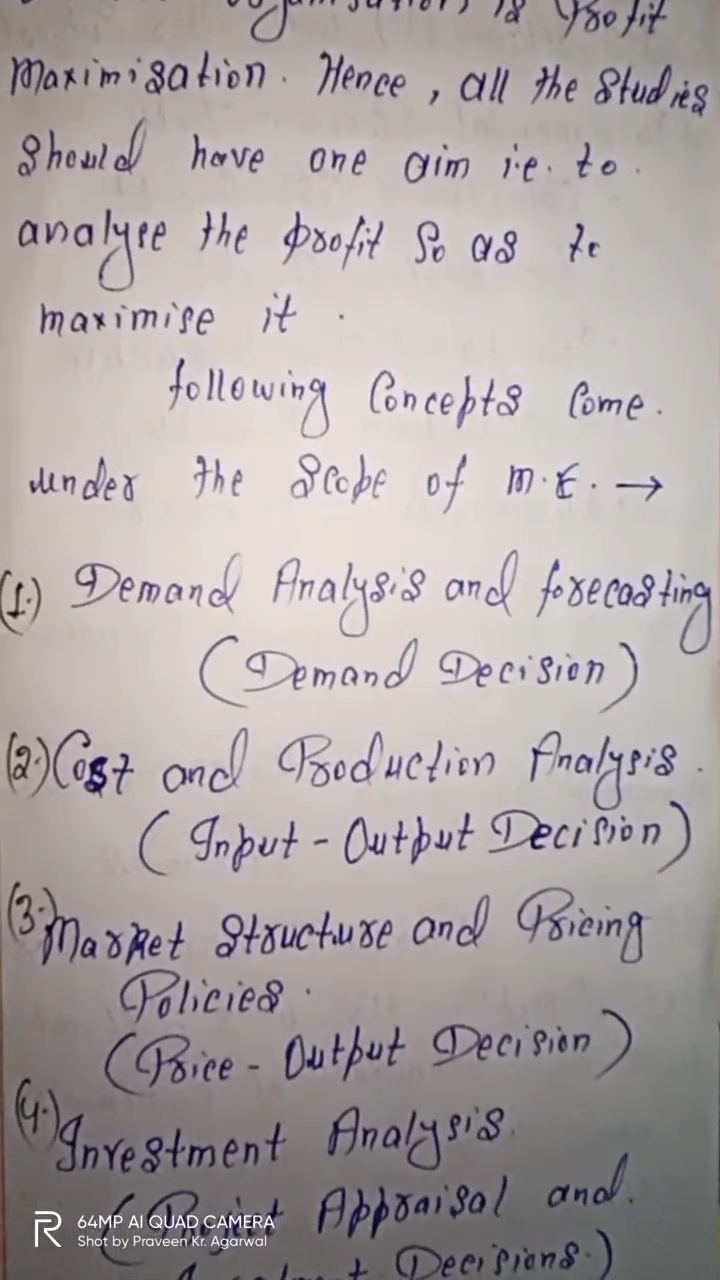 is Profit
Maximisation. Hence, all the Studies
Should have one aim i.e. to.
analyse the profit So as to
maximise it.
following Concepts Come.
under the Scope of M.E. →
(1.) Demand Analysis and forecasting
(Demand Decision)
(2.) Cost and Production Analysis.
(Input - Output Decision)
(3.) Market Structure and Pricing
Policies.
(Price - Output Decision)
(4.) Investment Analysis.
(Project Appraisal and.
Decisions.)
64MP AI QUAD CAMERA
Shot by Praveen Kr. Agarwal